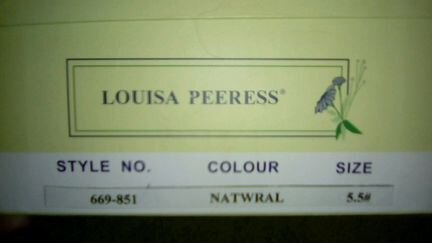 LOUISA PEERESS®
STYLE NO. COLOUR SIZE
669-851 NATWRAL 5.5#